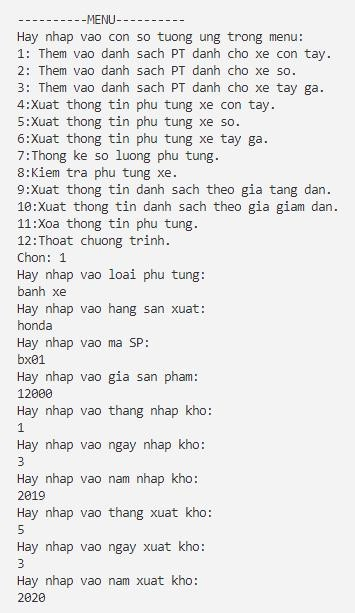 ----------MENU----------
Hay nhap vao con so tuong ung trong menu:
1: Them vao danh sach PT danh cho xe con tay.
2: Them vao danh sach PT danh cho xe so.
3: Them vao danh sach PT danh cho xe tay ga.
4:Xuat thong tin phu tung xe con tay.
5:Xuat thong tin phu tung xe so.
6:Xuat thong tin phu tung xe tay ga.
7:Thong ke so luong phu tung.
8:Kiem tra phu tung xe.
9:Xuat thong tin danh sach theo gia tang dan.
10:Xuat thong tin danh sach theo gia giam dan.
11:Xoa thong tin phu tung.
12:Thoat chuong trinh.
Chon: 1
Hay nhap vao loai phu tung:
banh xe
Hay nhap vao hang san xuat:
honda
Hay nhap vao ma SP:
bx01
Hay nhap vao gia san pham:
12000
Hay nhap vao thang nhap kho:
1
Hay nhap vao ngay nhap kho:
3
Hay nhap vao nam nhap kho:
2019
Hay nhap vao thang xuat kho:
5
Hay nhap vao ngay xuat kho:
3
Hay nhap vao nam xuat kho:
2020